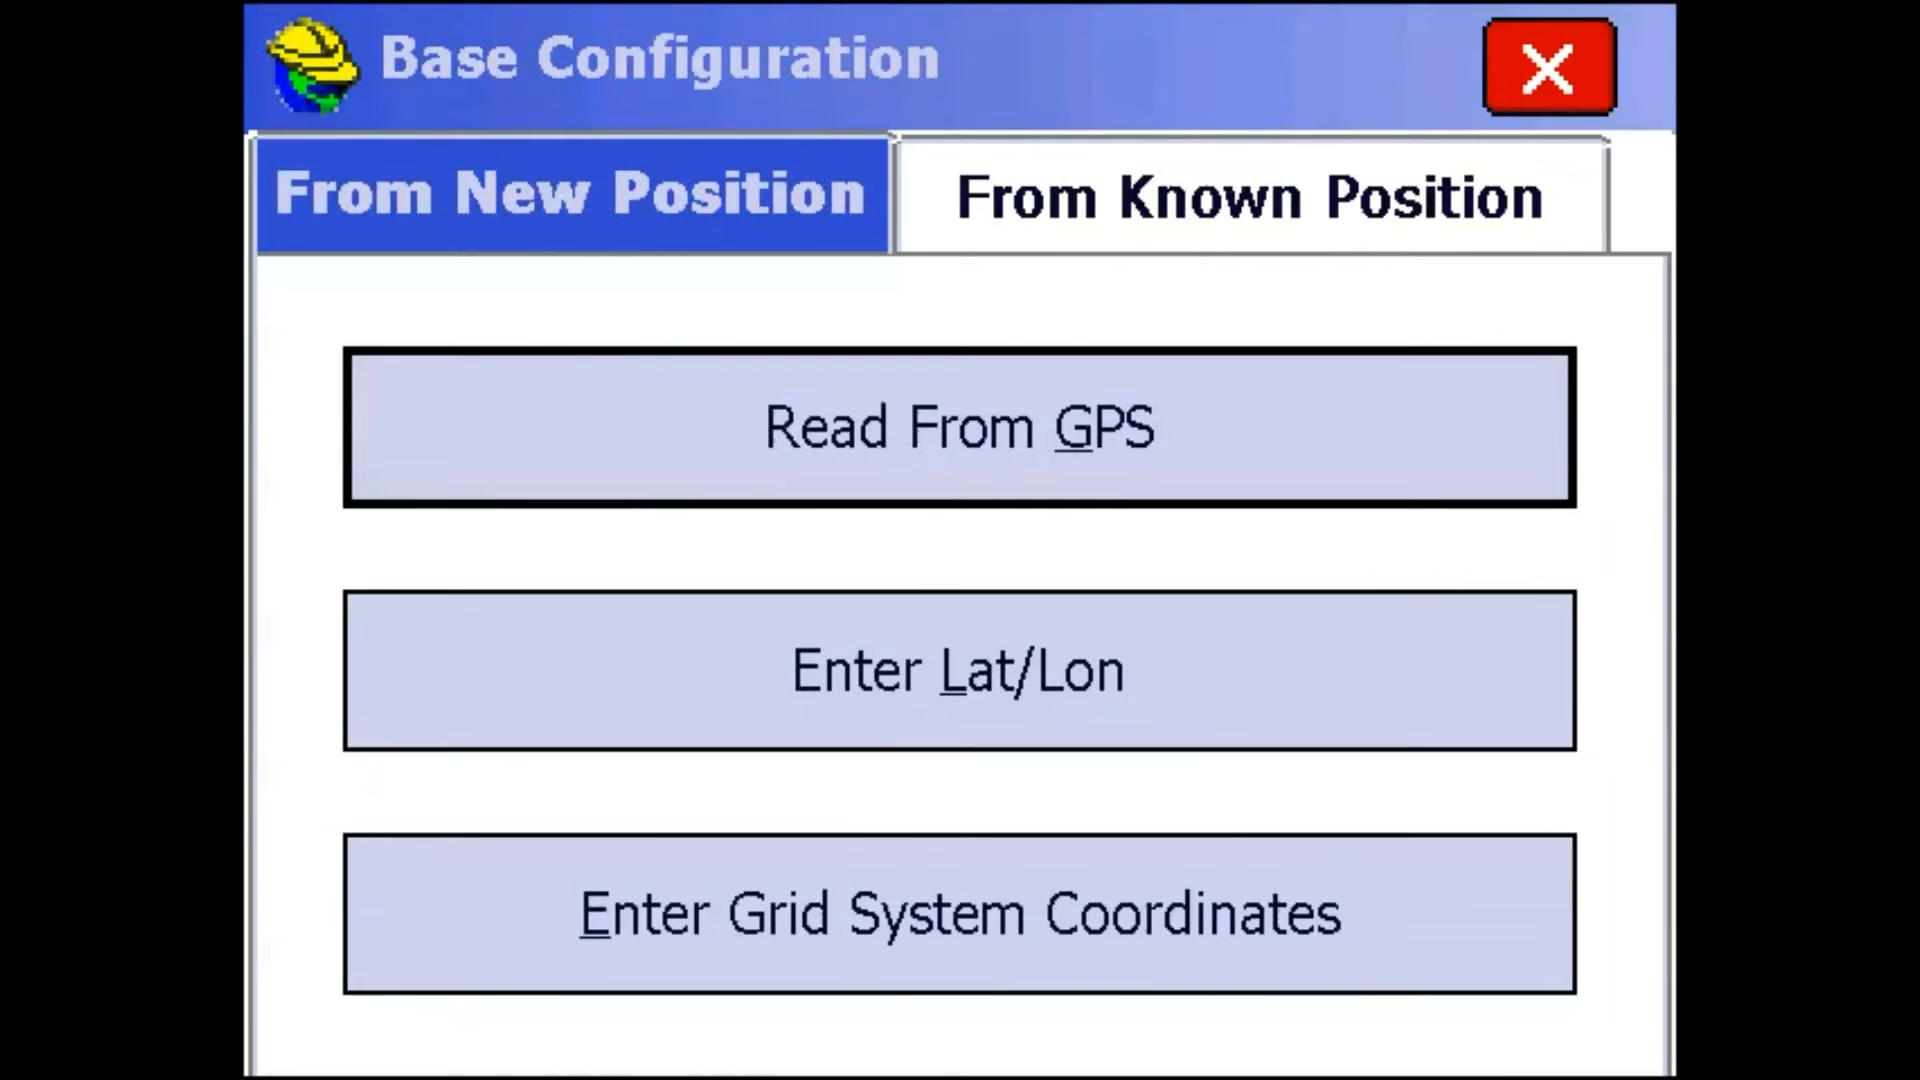 Base Configuration
From New Position
From Known Position
Read From GPS
Enter Lat/Lon
Enter Grid System Coordinates